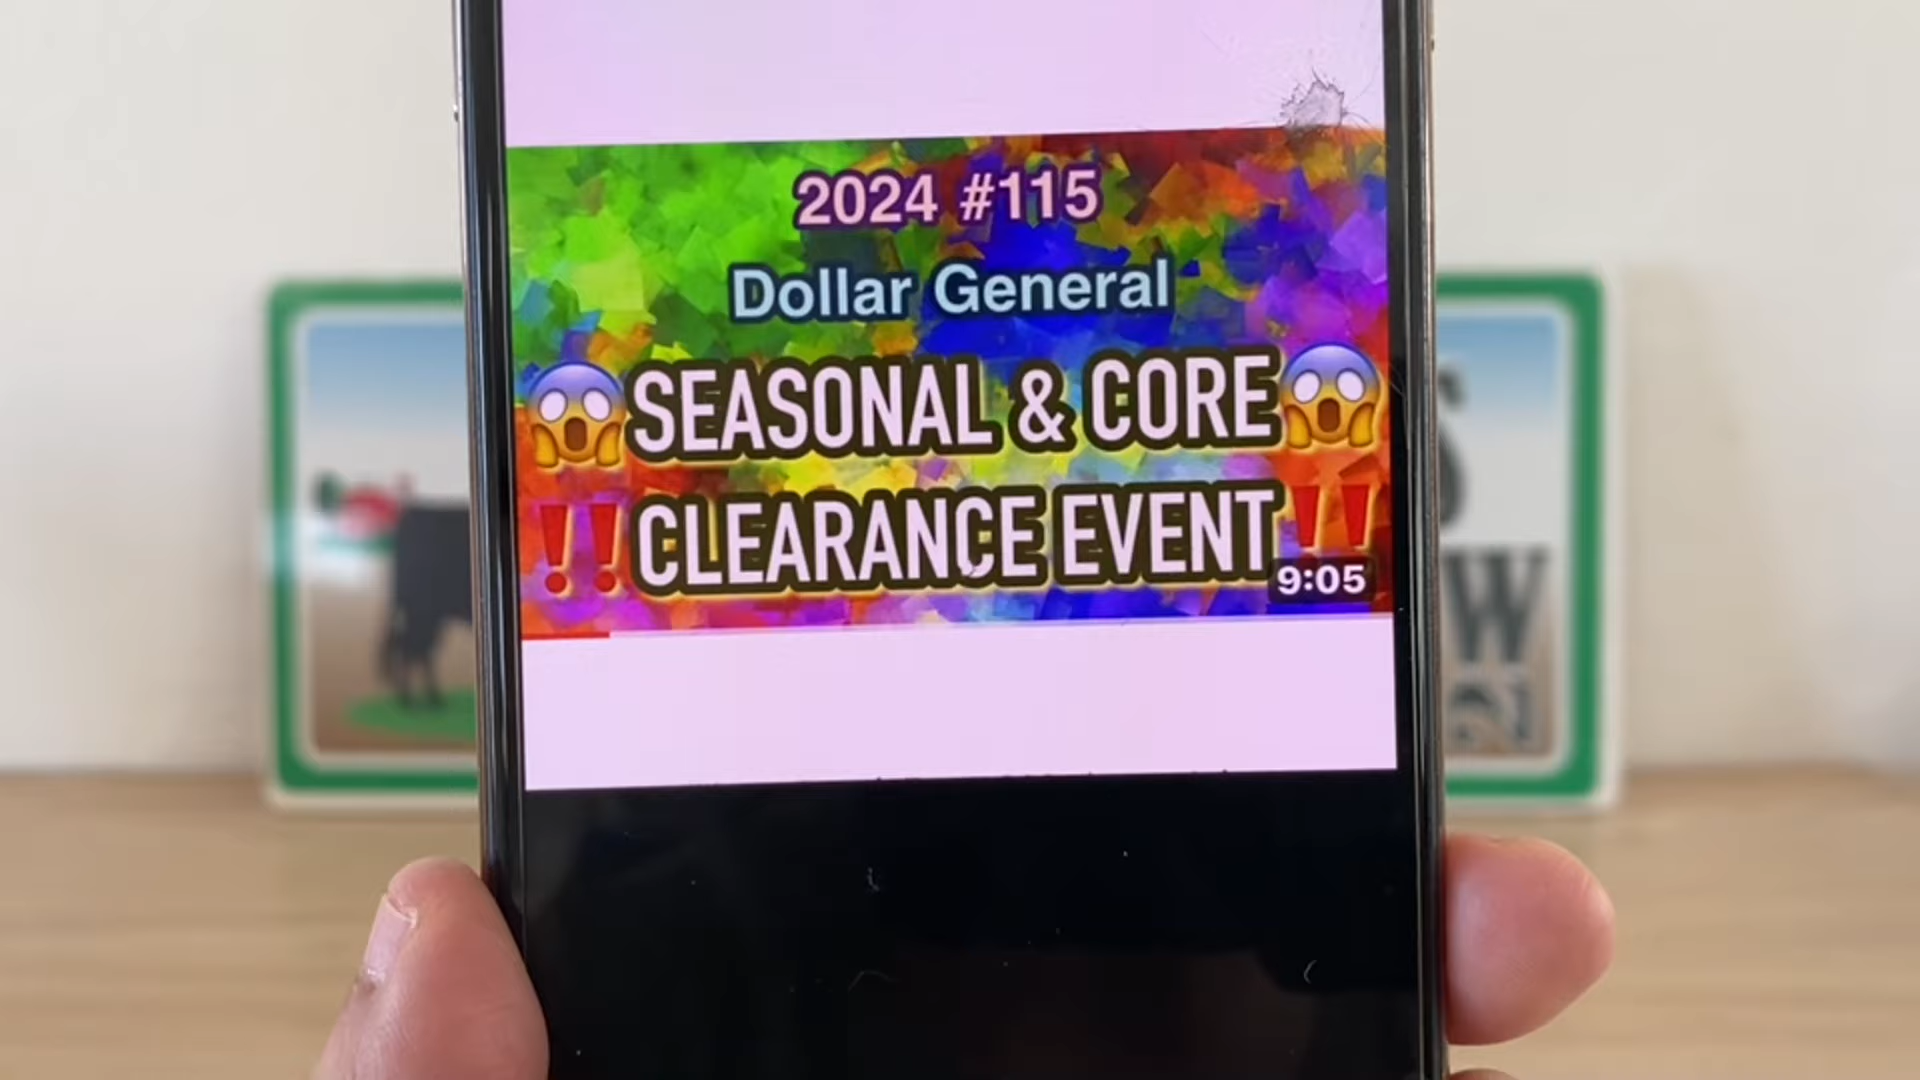 2024 #115
Dollar General
😱SEASONAL & CORE😱
‼️CLEARANCE EVENT‼️
9:05
W